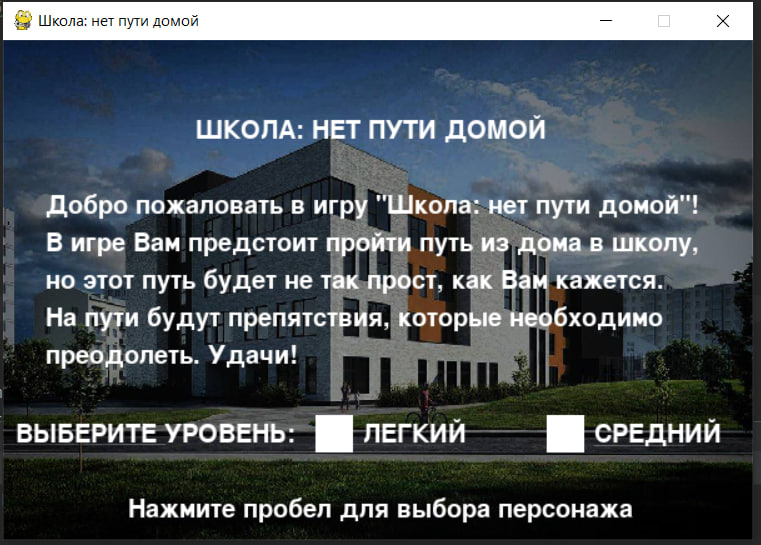 Школа: нет пути домой
ШКОЛА: НЕТ ПУТИ ДОМОЙ
Добро пожаловать в игру "Школа: нет пути домой"!
В игре Вам предстоит пройти путь из дома в школу,
но этот путь будет не так прост, как Вам кажется.
На пути будут препятствия, которые необходимо
преодолеть. Удачи!
ВЫБЕРИТЕ УРОВЕНЬ: ЛЕГКИЙ СРЕДНИЙ
Нажмите пробел для выбора персонажа